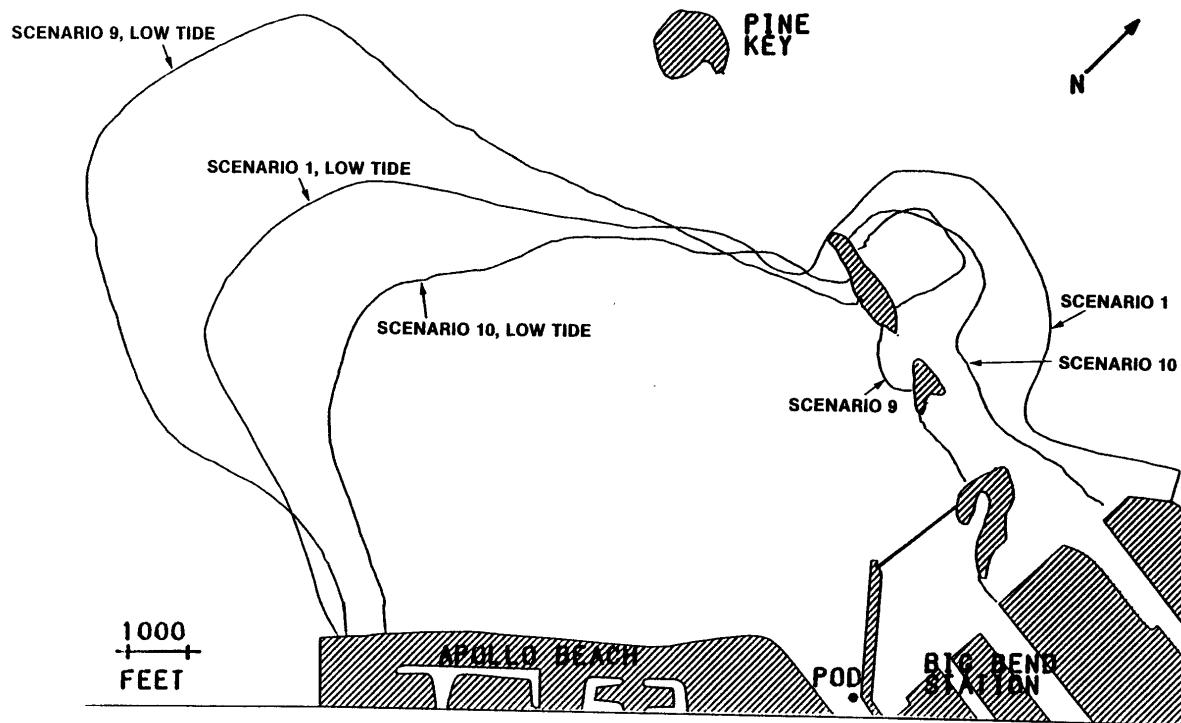 SCENARIO 9, LOW TIDE
PINE
KEY
N
SCENARIO 1, LOW TIDE
SCENARIO 10, LOW TIDE
SCENARIO 1
SCENARIO 10
SCENARIO 9
1000
FEET
APOLLO BEACH
POD
BIG BEND
STATION